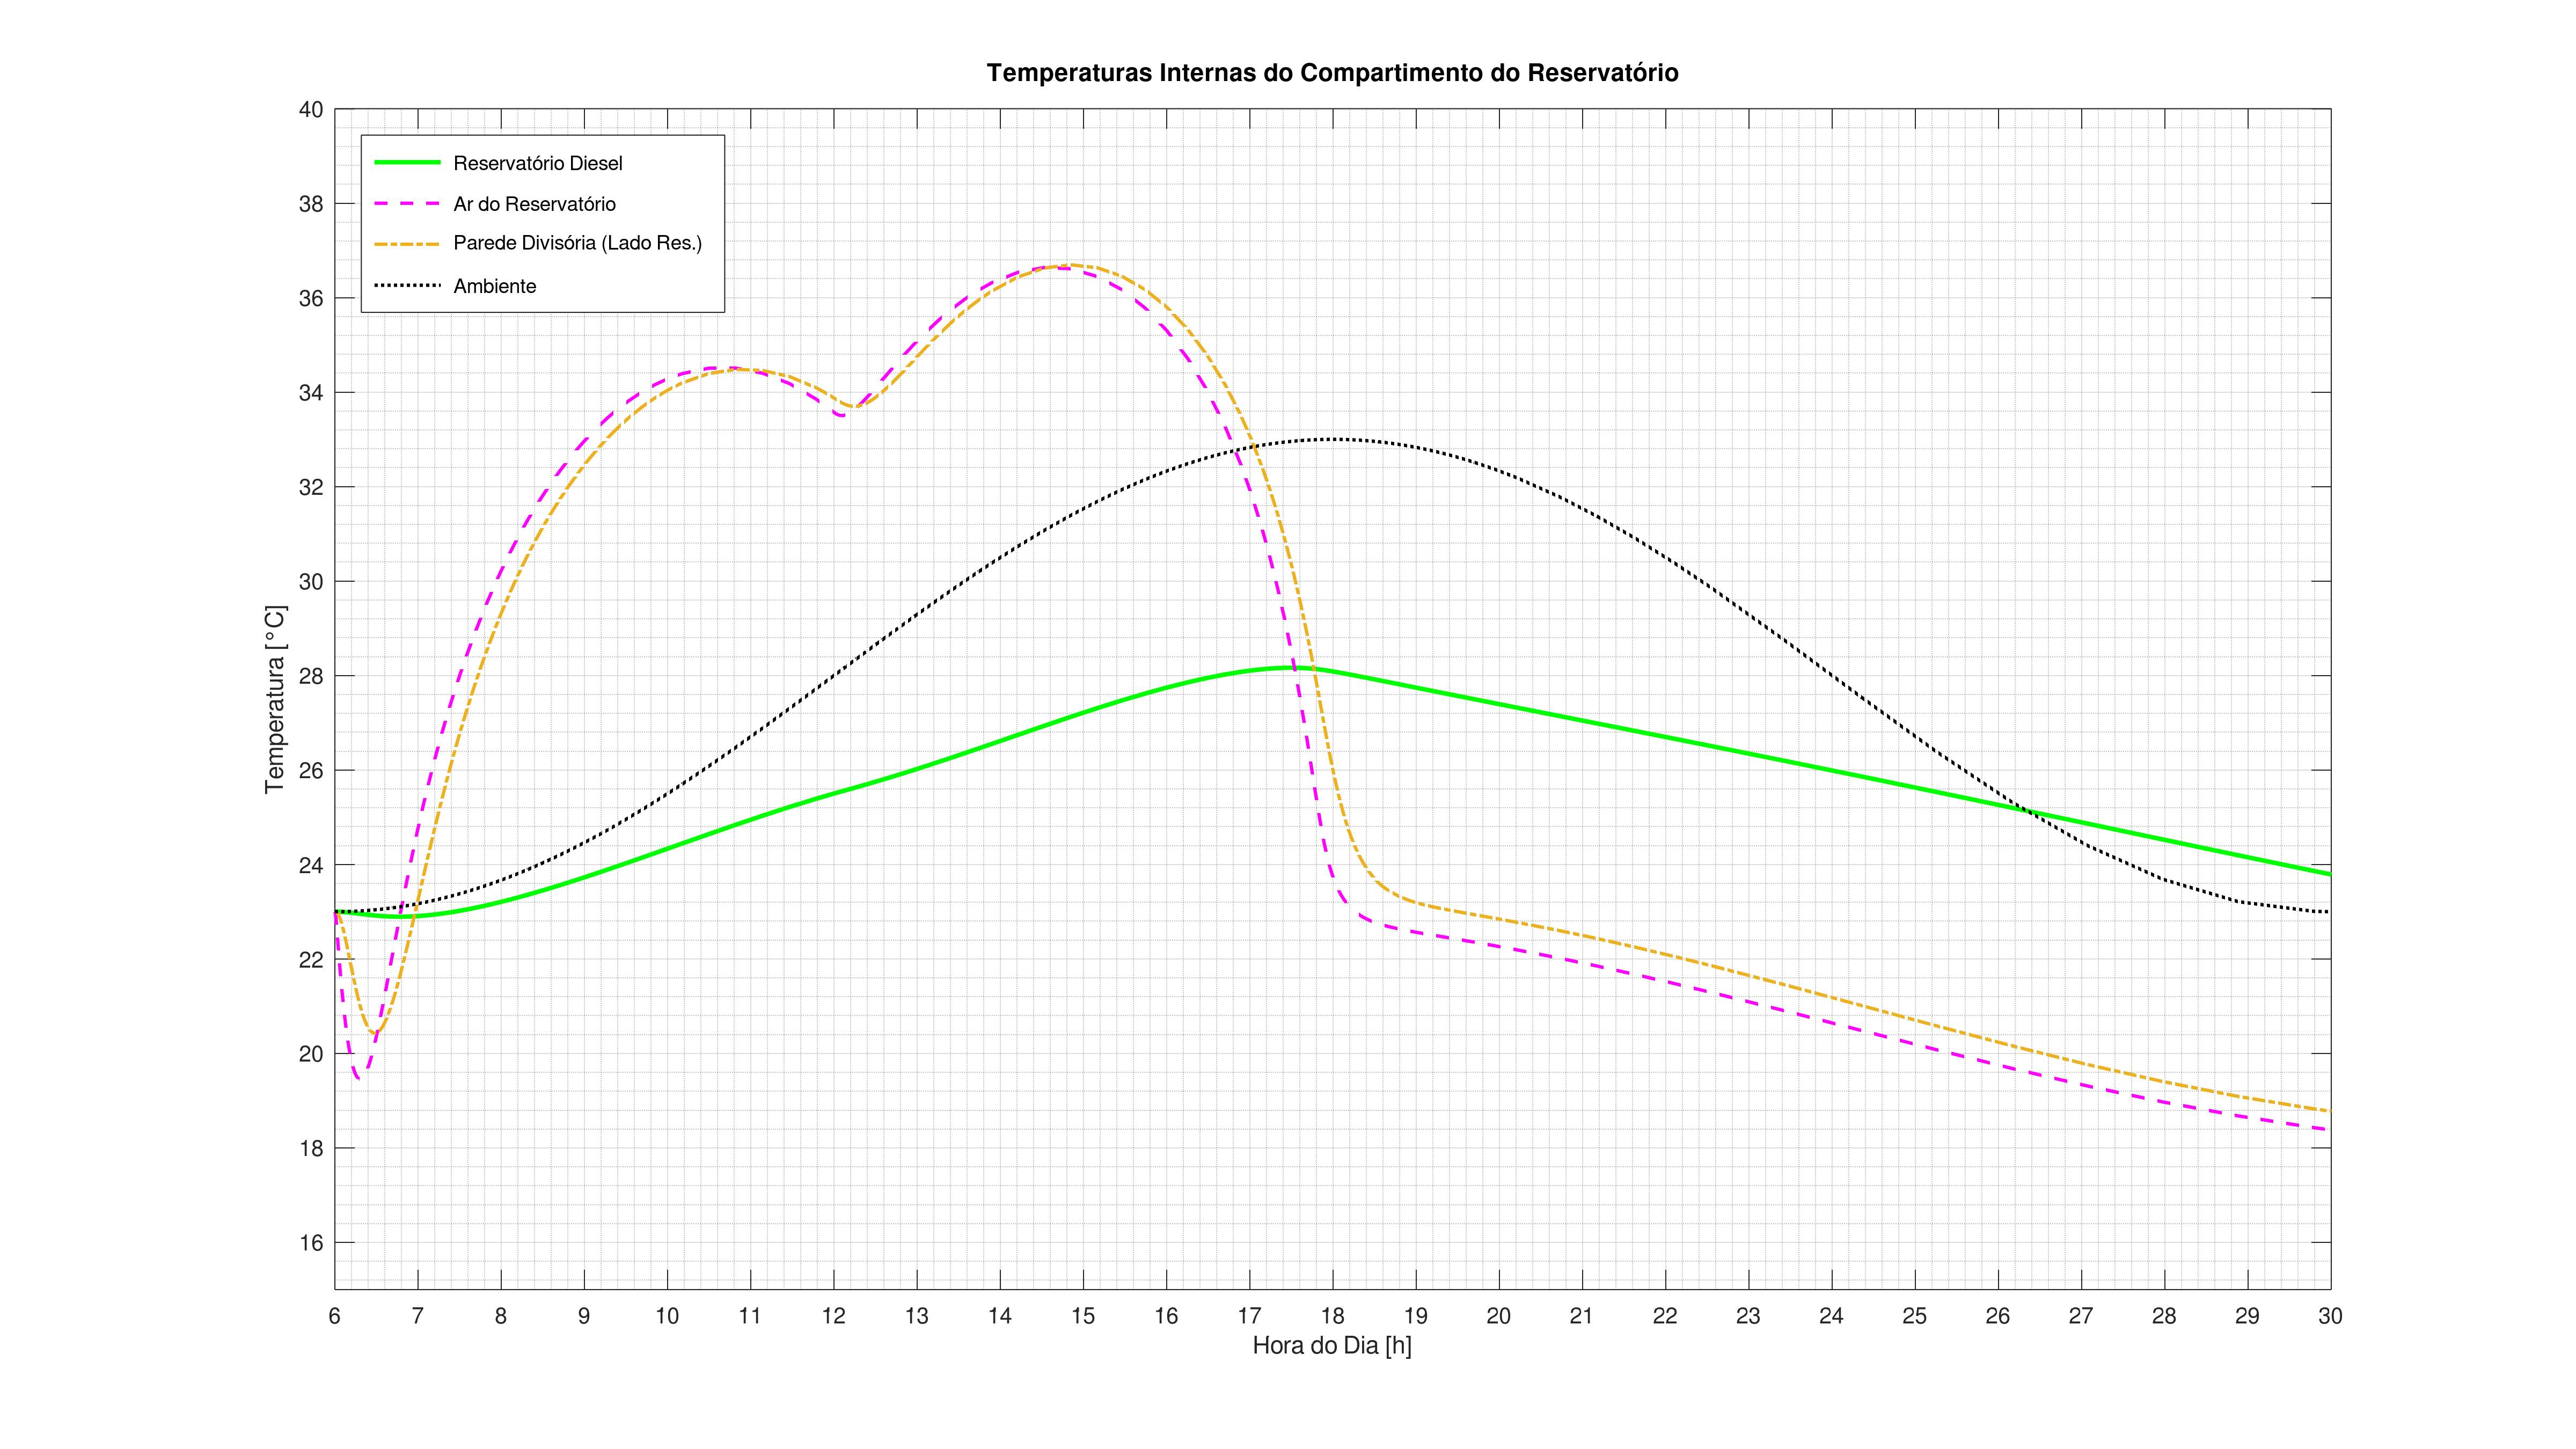 Temperaturas Internas do Compartimento do Reservatório
40
38
36
34
32
30
28
26
24
22
20
18
16
Temperatura [°C]
Reservatório Diesel
Ar do Reservatório
Parede Divisória (Lado Res.)
Ambiente
6 7 8 9 10 11 12 13 14 15 16 17 18 19 20 21 22 23 24 25 26 27 28 29 30
Hora do Dia [h]